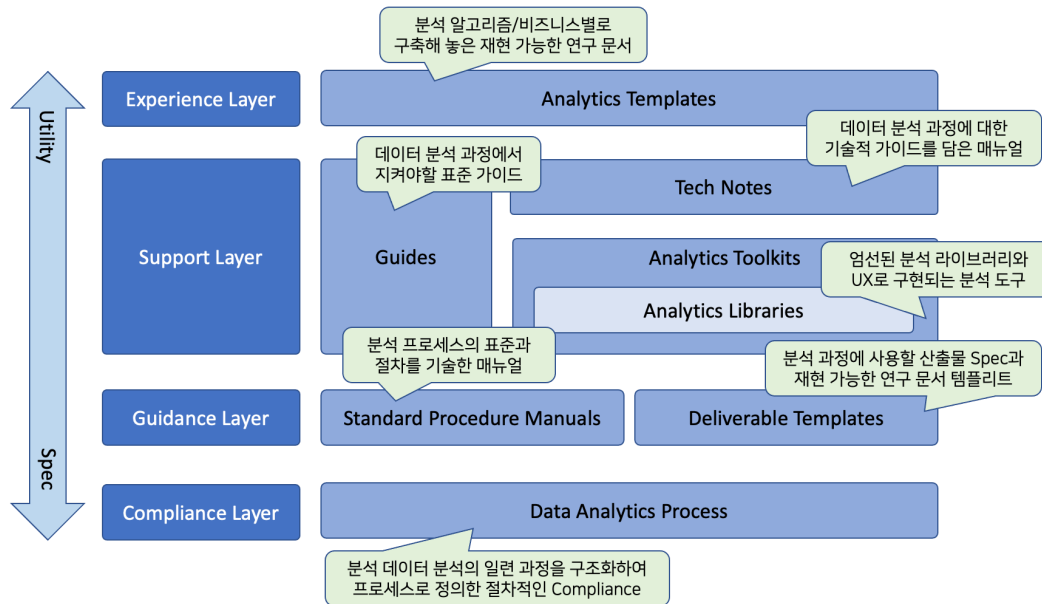 분석 알고리즘/비즈니스별로
구축해 놓은 재현 가능한 연구 문서
Experience Layer
Analytics Templates
Utility
데이터 분석 과정에서
지켜야할 표준 가이드
데이터 분석 과정에 대한
기술적 가이드를 담은 매뉴얼
Tech Notes
Support Layer
Guides
Analytics Toolkits
엄선된 분석 라이브러리와
UX로 구현되는 분석 도구
Analytics Libraries
분석 프로세스의 표준과
절차를 기술한 매뉴얼
분석 과정에 사용할 산출물 Spec과
재현 가능한 연구 문서 템플리트
Guidance Layer
Standard Procedure Manuals
Deliverable Templates
Spec
Compliance Layer
Data Analytics Process
분석 데이터 분석의 일련 과정을 구조화하여
프로세스로 정의한 절차적인 Compliance